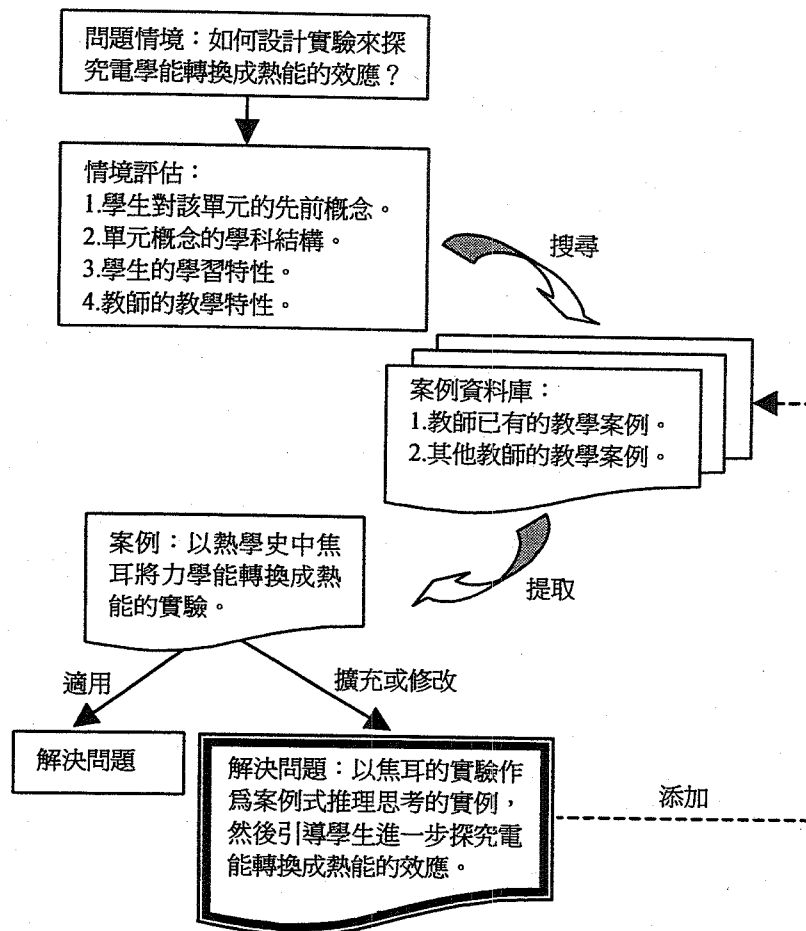 問題情境：如何設計實驗來探
究電學能轉換成熱能的效應？
情境評估：
1.學生對該單元的先前概念。
2.單元概念的學科結構。
3.學生的學習特性。
4.教師的教學特性。
搜尋
案例資料庫：
1.教師已有的教學案例。
2.其他教師的教學案例。
案例：以熱學史中焦
耳將力學能轉換成熱
能的實驗。
提取
適用
擴充或修改
解決問題
解決問題：以焦耳的實驗作
爲案例式推理思考的實例，
然後引導學生進一步探究電
能轉換成熱能的效應。
添加